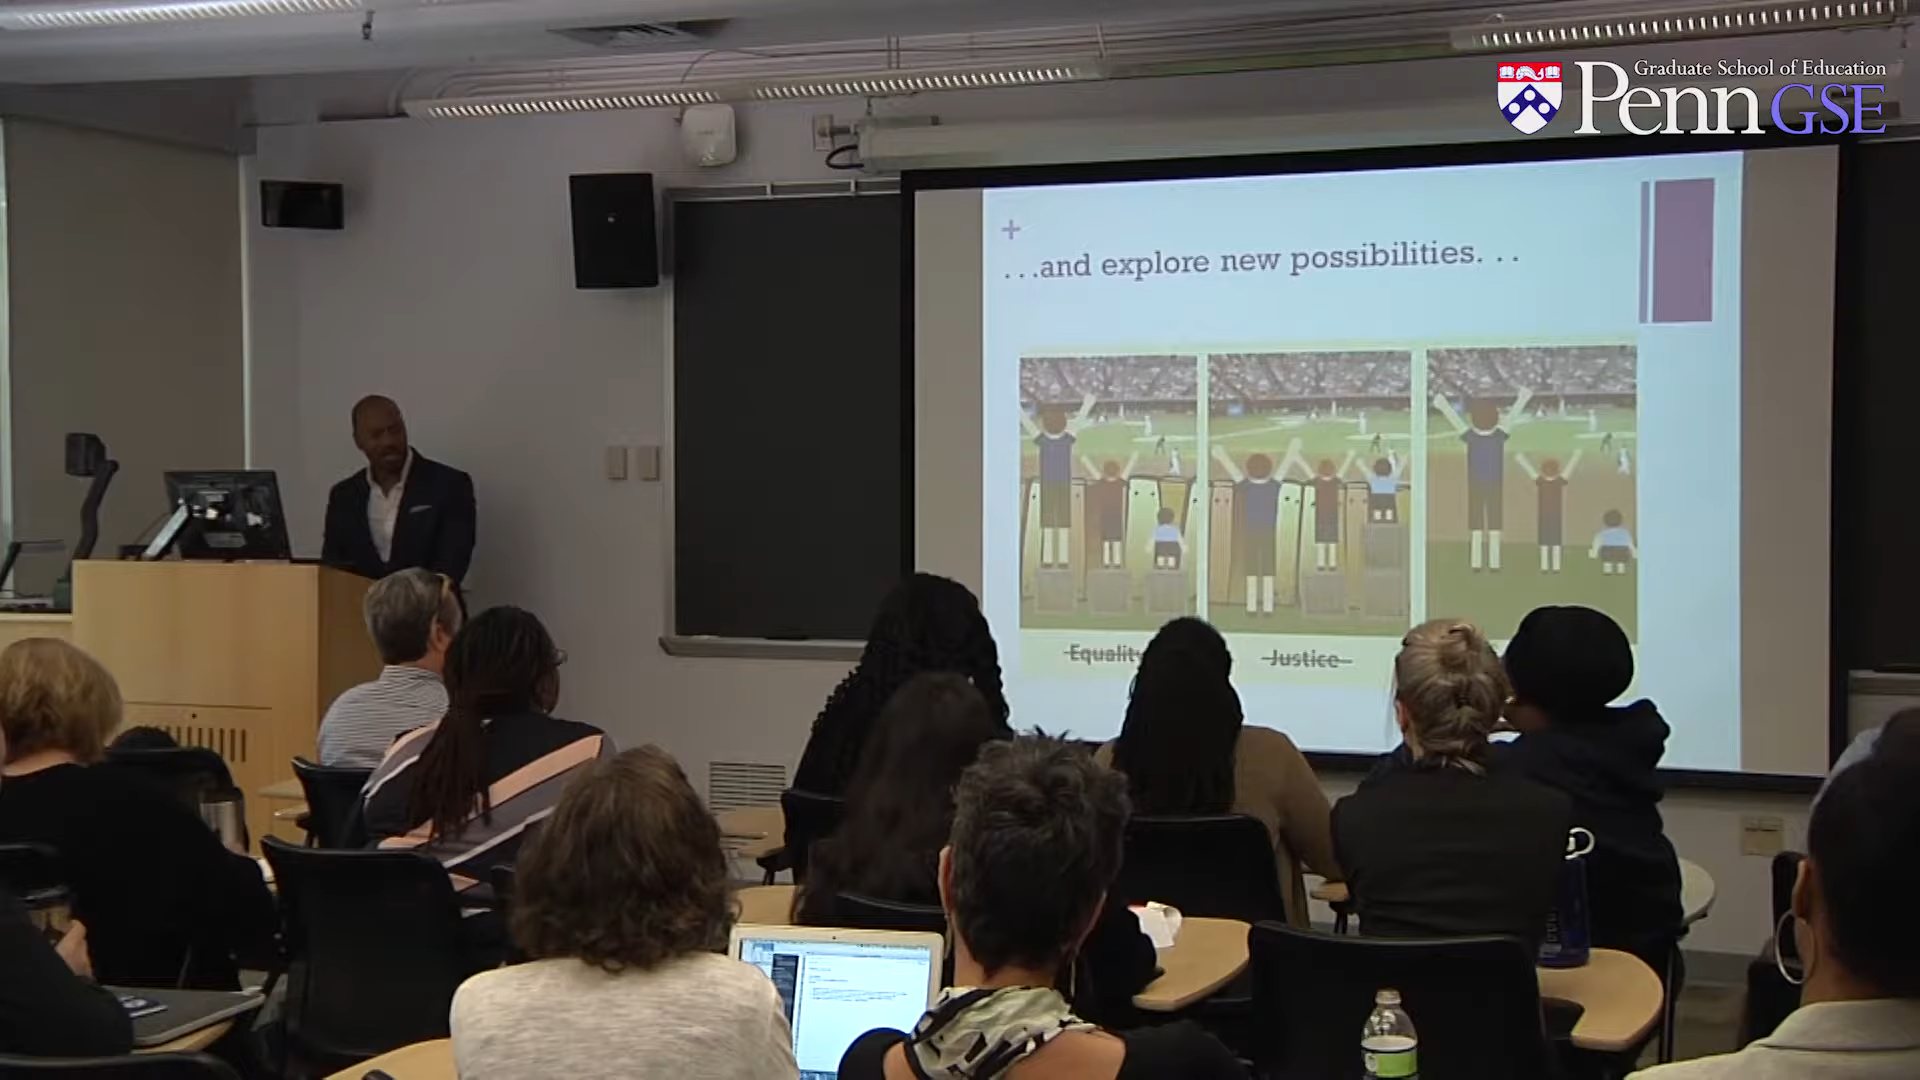 Graduate School of Education
Penn GSE
+
...and explore new possibilities...
Equality
Justice